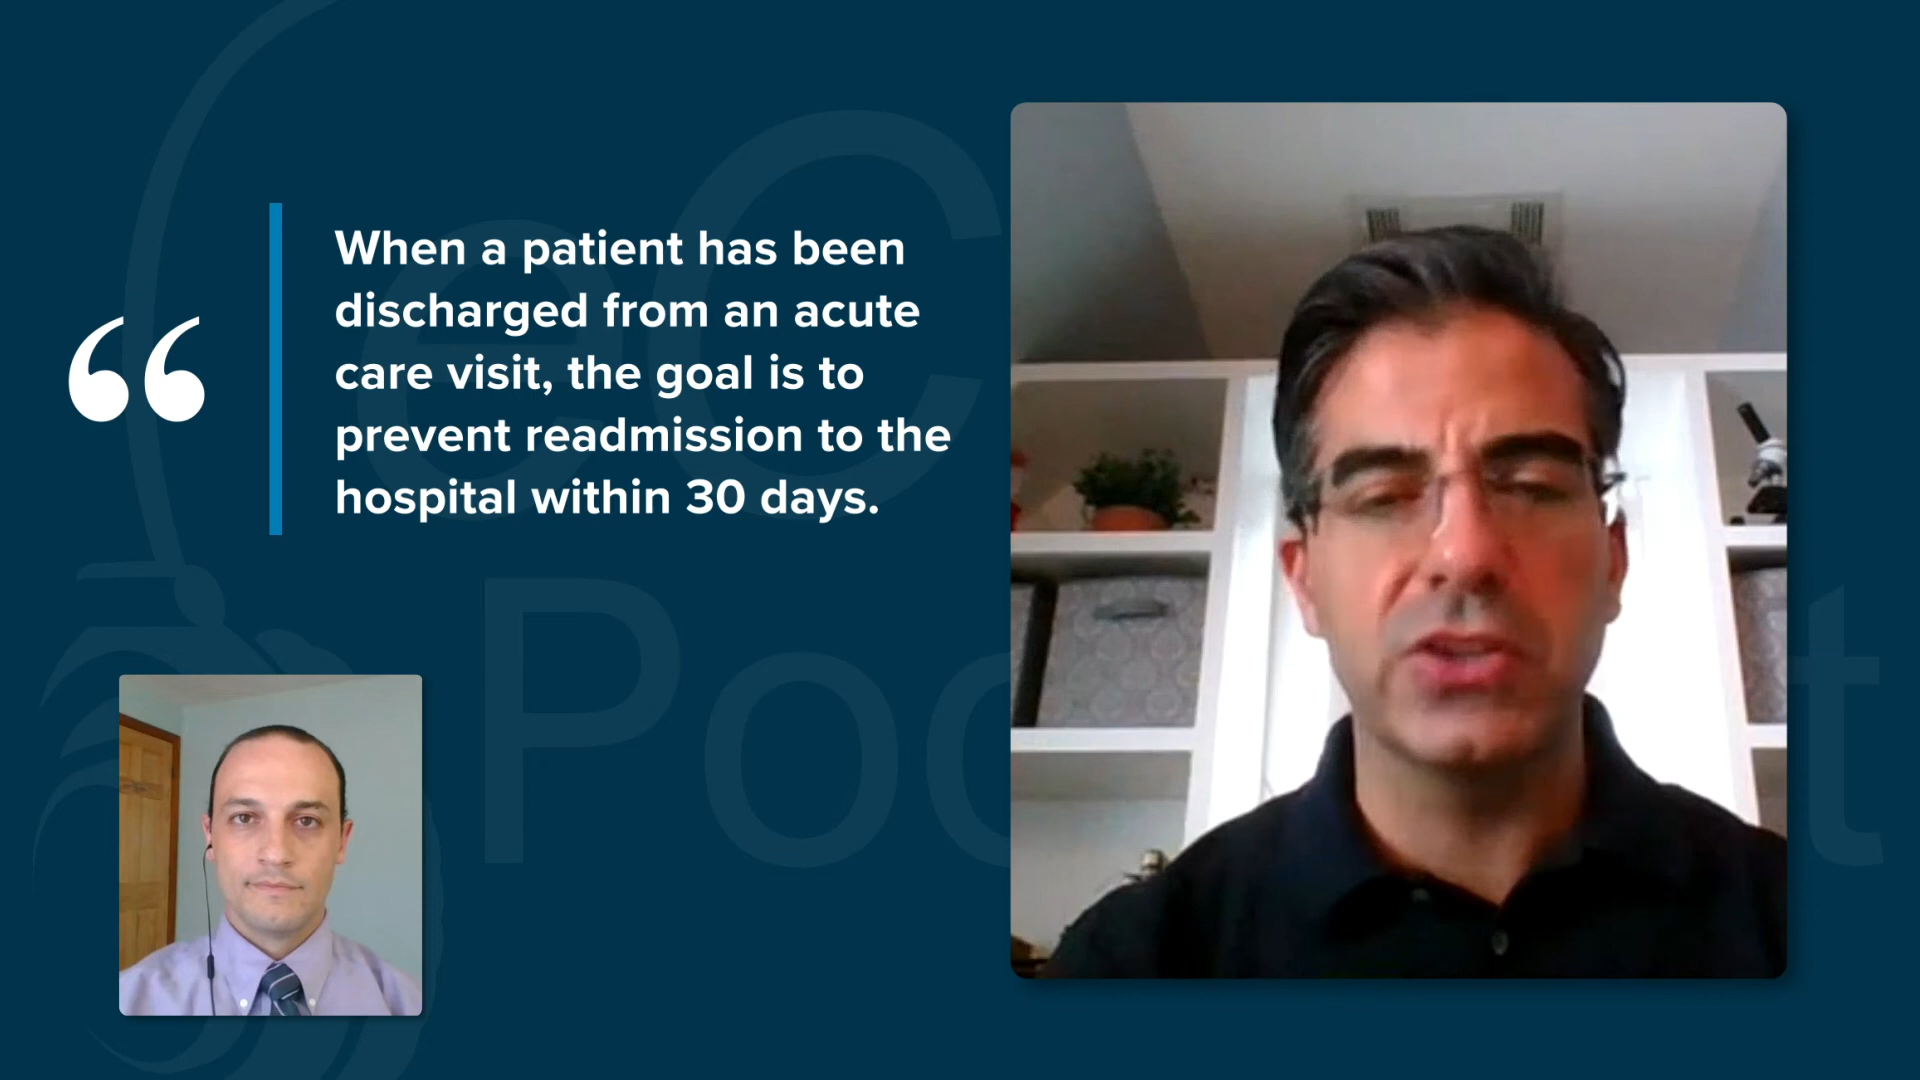 “
When a patient has been
discharged from an acute
care visit, the goal is to
prevent readmission to the
hospital within 30 days.